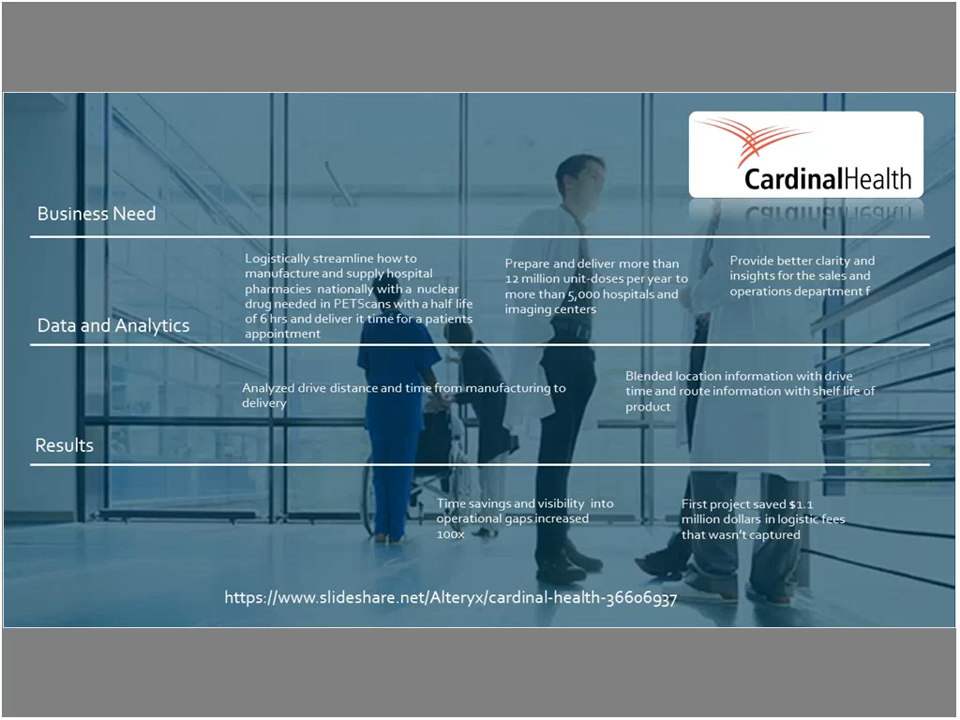 CardinalHealth
Business Need
Logistically streamline how to
manufacture and supply hospital
pharmacies nationally with a nuclear
drug needed in PETScans with a half life
of 6 hrs and deliver it time for a patients
appointment
Prepare and deliver more than
12 million unit-doses per year to
more than 5,000 hospitals and
imaging centers
Provide better clarity and
insights for the sales and
operations department f
Data and Analytics
Analyzed drive distance and time from manufacturing to
delivery
Blended location information with drive
time and route information with shelf life of
product
Results
Time savings and visibility into
operational gaps increased
100x
First project saved $1.1
million dollars in logistic fees
that wasn't captured
https://www.slideshare.net/Alteryx/cardinal-health-36606937